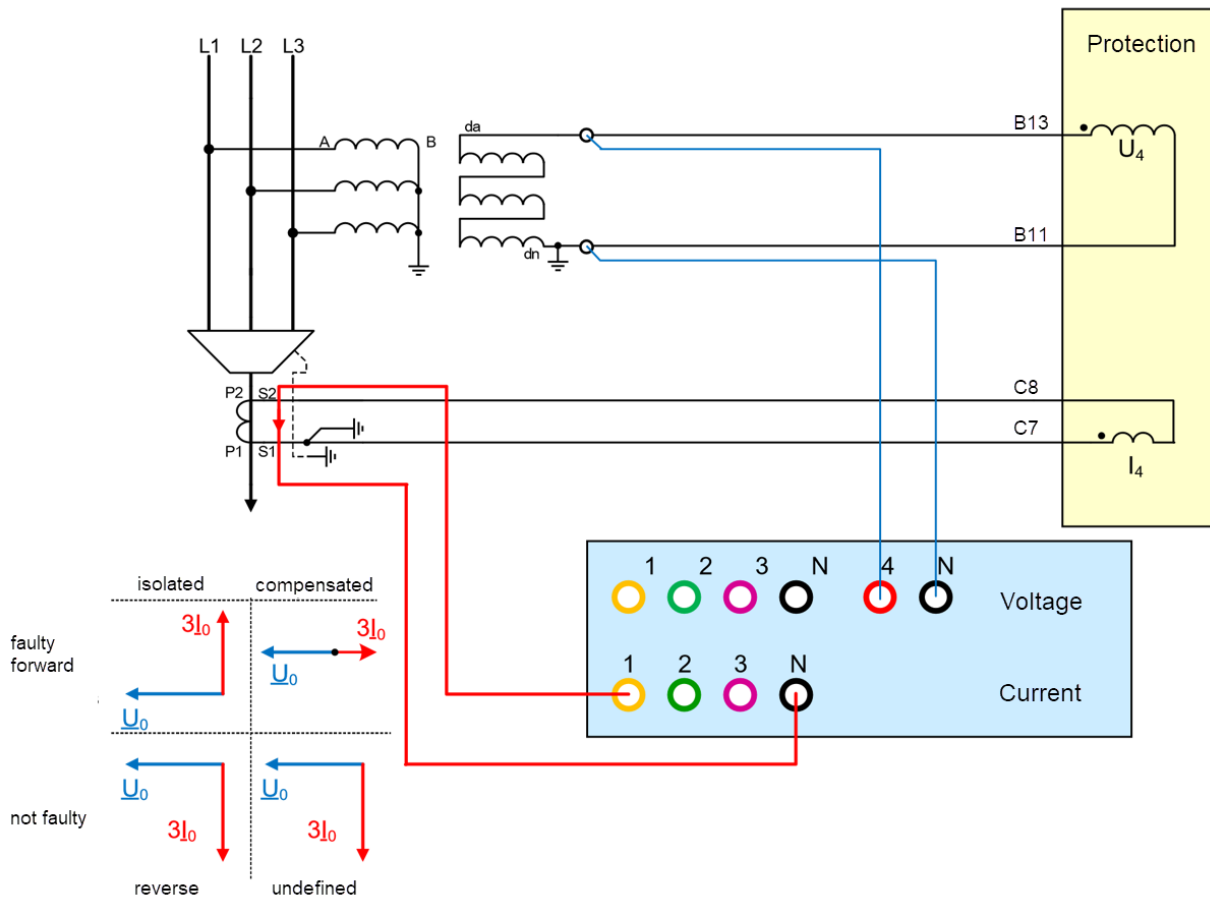 L1 L2 L3
Protection
A B da
B13
U4
dn
B11
P2 S2
C8
P1 S1
C7
I4
1 2 3 N 4 N
Voltage
1 2 3 N
Current
isolated compensated
faulty
forward
3I0 3I0
U0
U0
U0 U0
not faulty
3I0 3I0
reverse undefined